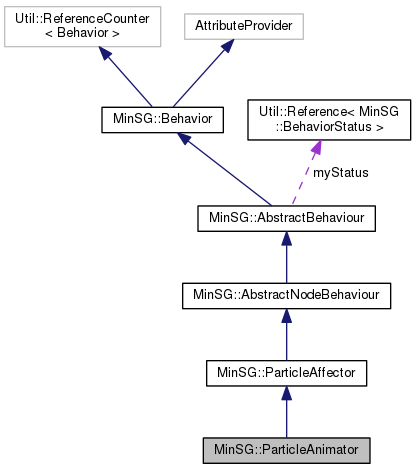 Util::ReferenceCounter
< Behavior >
AttributeProvider
MinSG::Behavior
Util::Reference< MinSG
::BehaviorStatus >
myStatus
MinSG::AbstractBehaviour
MinSG::AbstractNodeBehaviour
MinSG::ParticleAffector
MinSG::ParticleAnimator